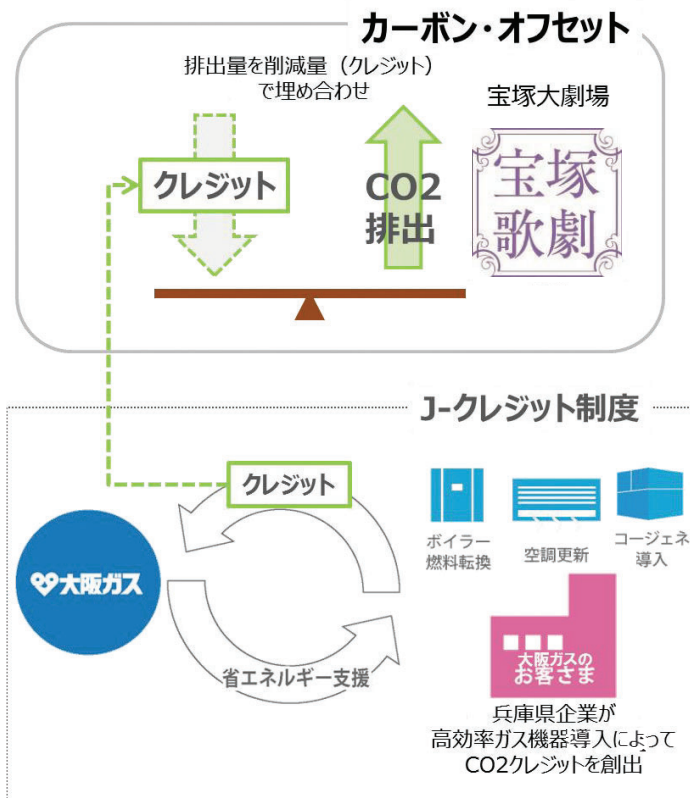 カーボン・オフセット
排出量を削減量（クレジット）
で埋め合わせ
宝塚大劇場
クレジット
CO2
排出
宝塚
歌劇
J-クレジット制度
クレジット
ボイラー
燃料転換
空調更新
コージェネ
導入
大阪ガス
大阪ガスの
お客さま
省エネルギー支援
兵庫県企業が
高効率ガス機器導入によって
CO2クレジットを創出